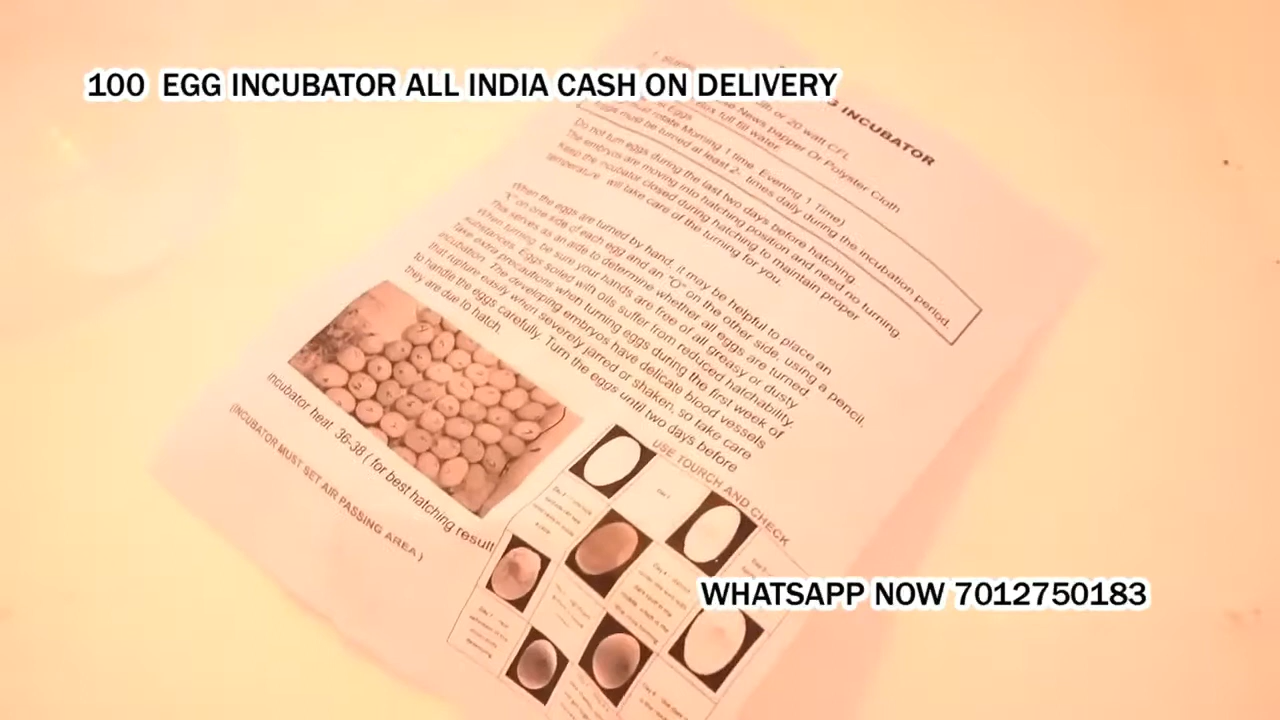 100 EGG INCUBATOR ALL INDIA CASH ON DELIVERY
INCUBATOR
or 20 watt CFL
News papper Or Polyster Cloth
full fill water
Eggs
rotate Morning 1 time Evening 1 Time)
must be turned at least 2- times daily during the incubation period.
Do not turn eggs during the last two days before hatching.
The embryos are moving into hatching position and need no turning.
Keep the incubator closed during hatching to maintain proper
temperature will take care of the turning for you.
When the eggs are turned by hand, it may be helpful to place an
"X" on one side of each egg and an "O" on the other side, using a pencil.
This serves as an aide to determine whether all eggs are turned.
When turning, be sure your hands are free of all greasy or dusty
substances. Eggs soiled with oils suffer from reduced hatchability.
Take extra precautions when turning eggs during the first week of
incubation. The developing embryos have delicate blood vessels
that rupture easily when severely jarred or shaken, so take care
to handle the eggs carefully. Turn the eggs until two days before
they are due to hatch.
incubator heat 36-38 ( for best hatching result
(INCUBATOR MUST SET AIR PASSING AREA )
USE TOURCH AND CHECK
WHATSAPP NOW 7012750183